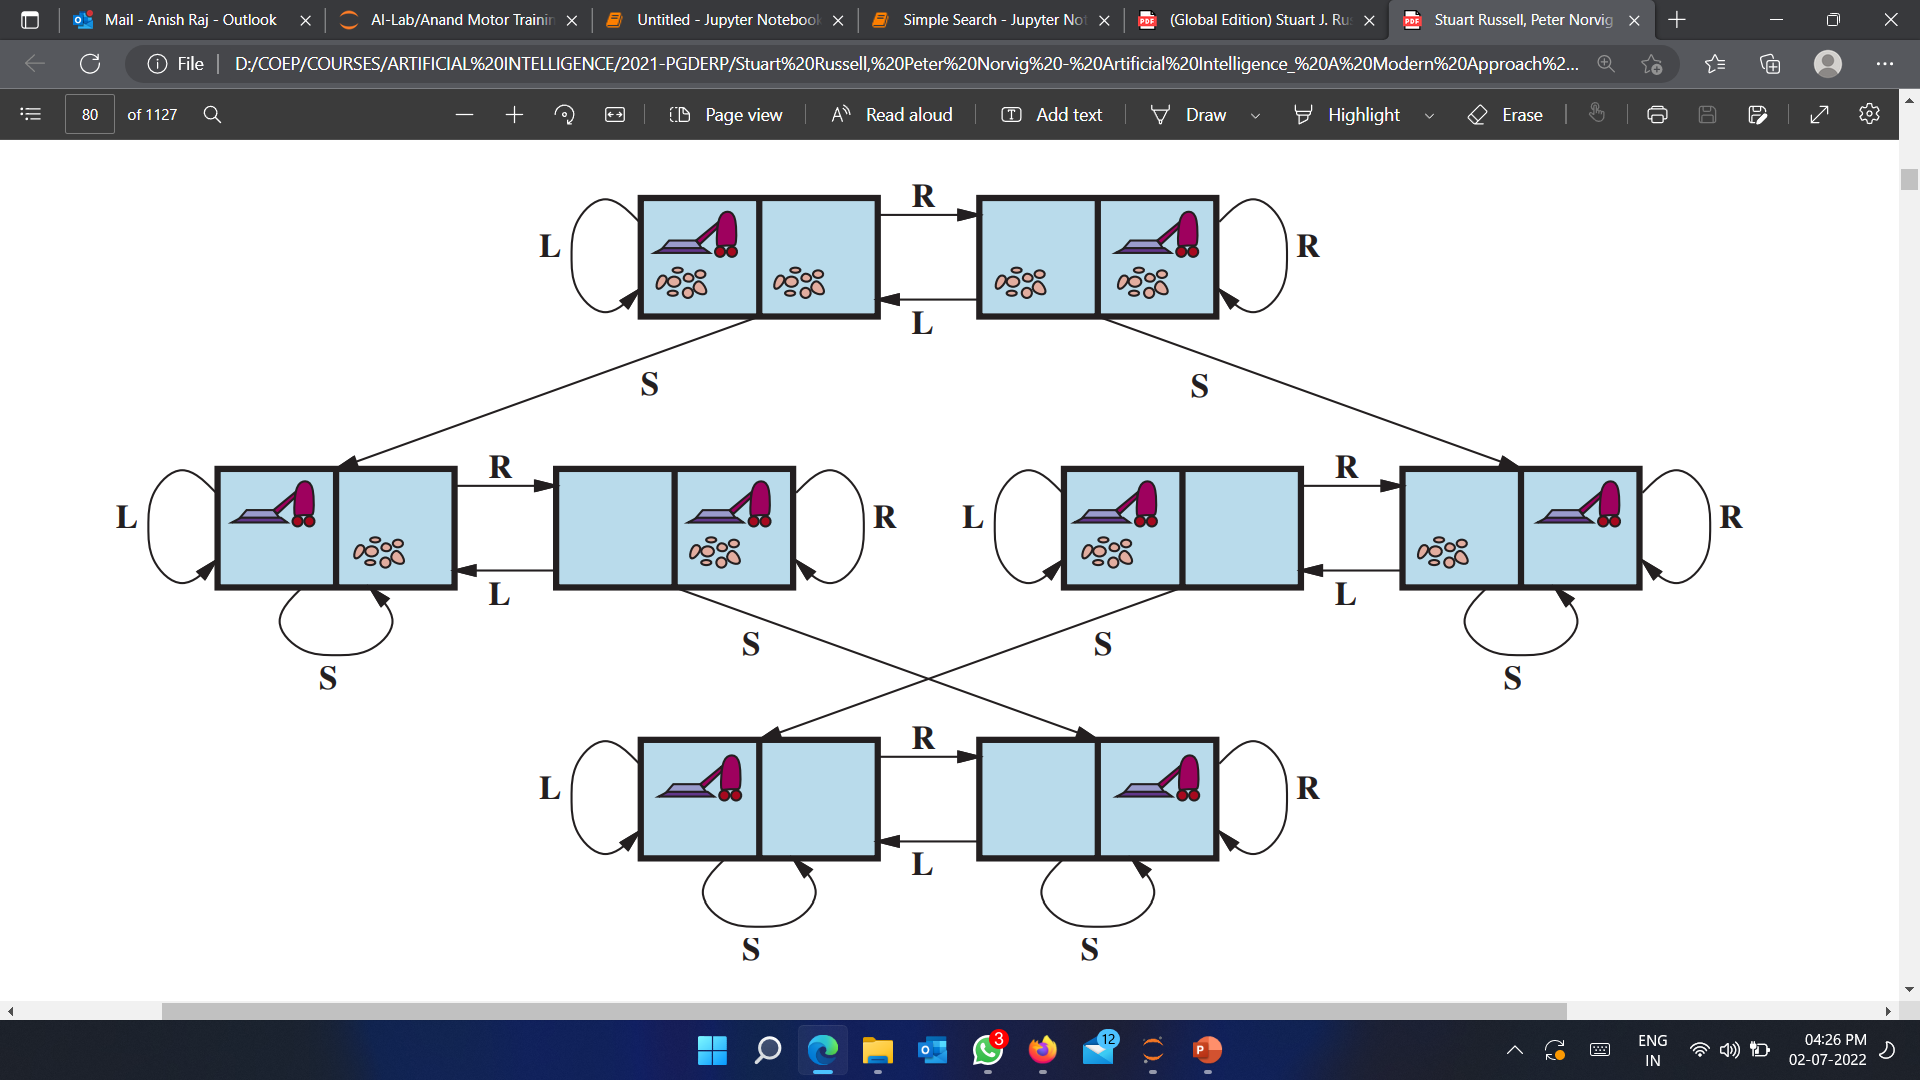 Mail - Anish Raj - Outlook
AI-Lab/Anand Motor Trainin
Untitled - Jupyter Notebook
Simple Search - Jupyter Not
(Global Edition) Stuart J. Rus
Stuart Russell, Peter Norvig
File
D:/COEP/COURSES/ARTIFICIAL%20INTELLIGENCE/2021-PGDERP/Stuart%20Russell,%20Peter%20Norvig%20-%20Artificial%20Intelligence_%20A%20Modern%20Approach%2...
80 of 1127
Page view
Read aloud
Add text
Draw
Highlight
Erase
R
L R
L
S S
R R
L R L R
L L
S S
S S
R
L R
L
S S
3
12
ENG
IN
04:26 PM
02-07-2022